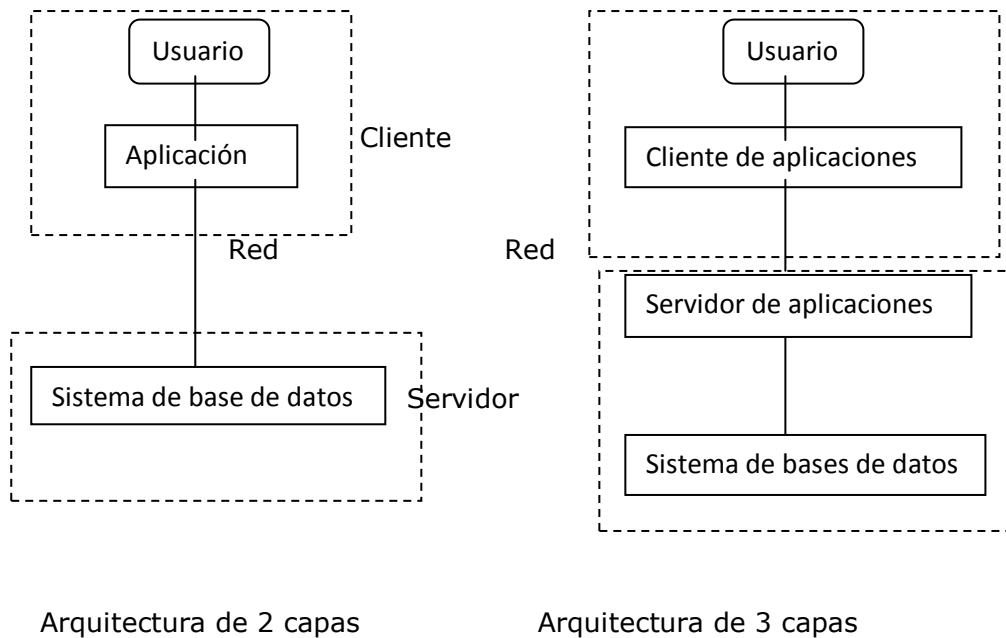 Usuario
Aplicación
Cliente
Red
Sistema de base de datos
Servidor
Arquitectura de 2 capas
Usuario
Cliente de aplicaciones
Red
Servidor de aplicaciones
Sistema de bases de datos
Arquitectura de 3 capas